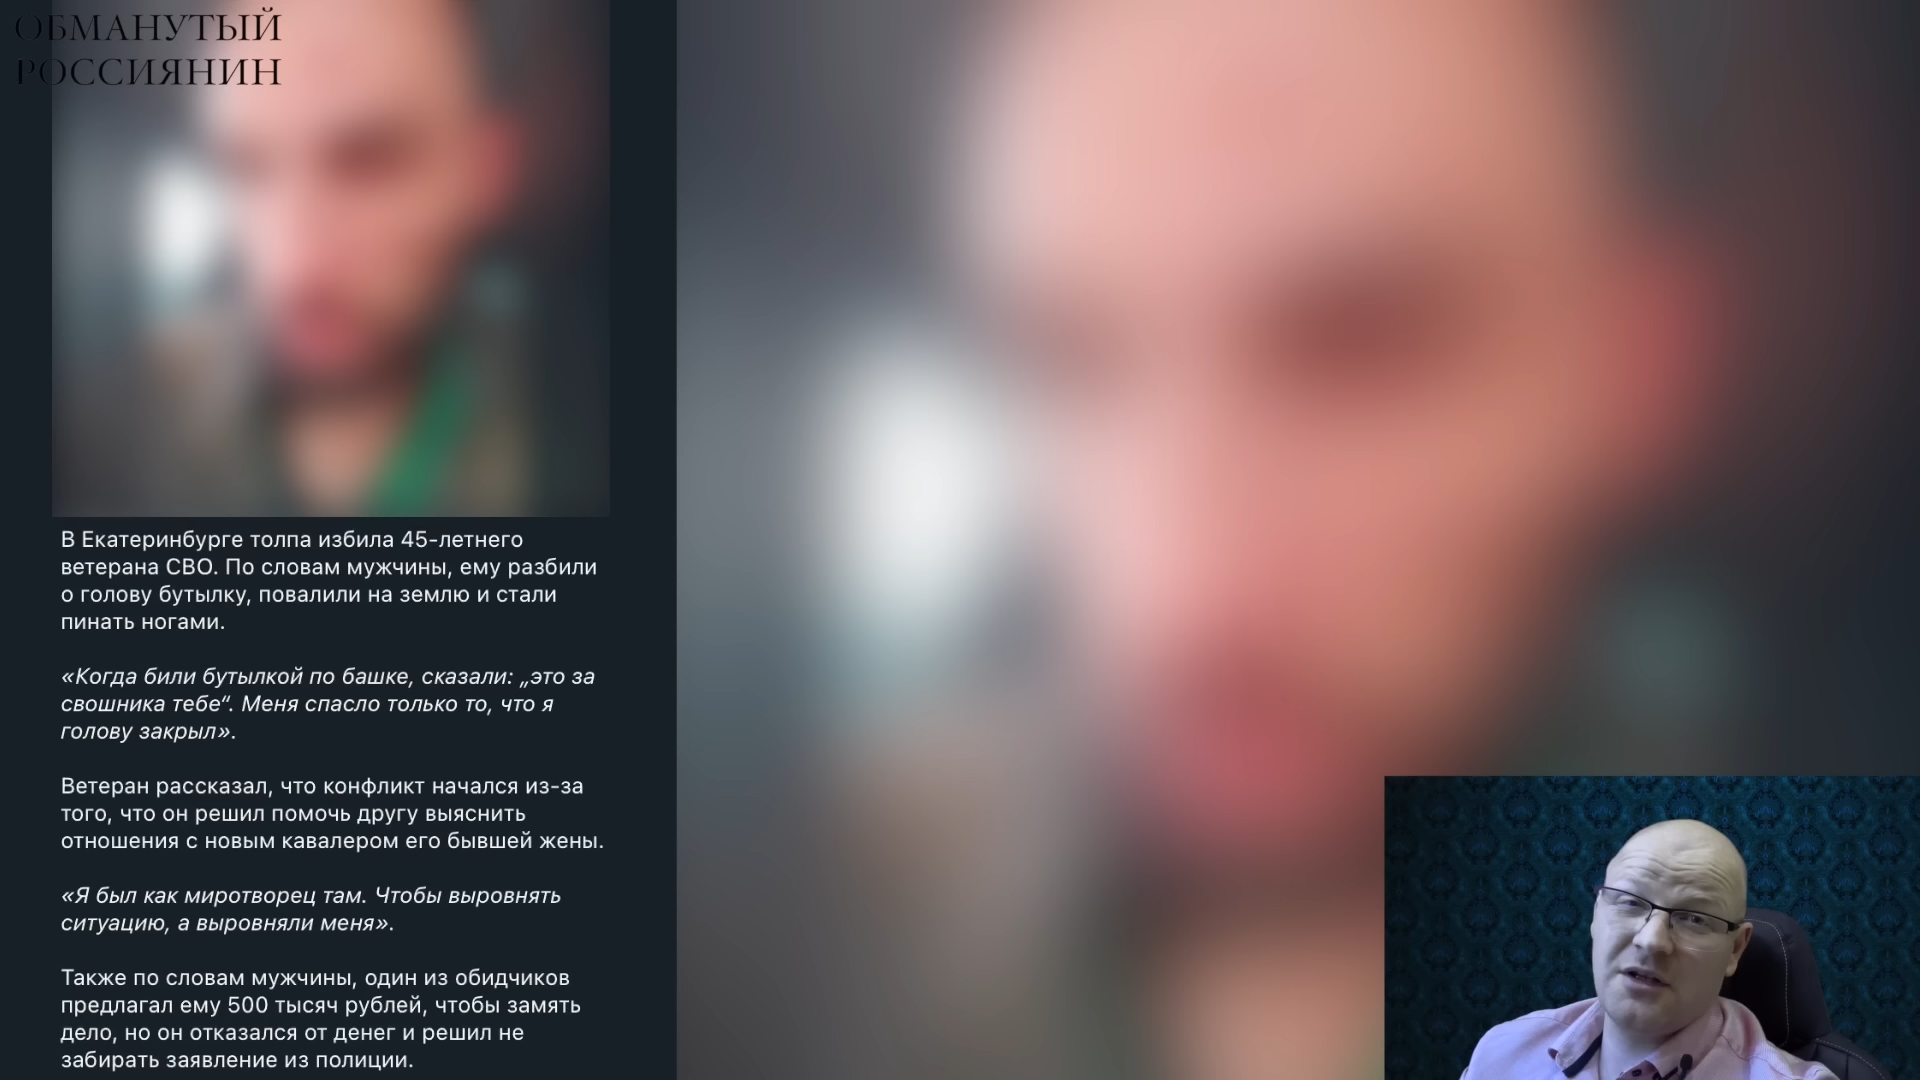 ОБМАНУТЫЙ
РОССИЯНИН
В Екатеринбурге толпа избила 45-летнего
ветерана СВО. По словам мужчины, ему разбили
о голову бутылку, повалили на землю и стали
пинать ногами.
«Когда били бутылкой по башке, сказали: „это за
свошника тебе“. Меня спасло только то, что я
голову закрыл».
Ветеран рассказал, что конфликт начался из-за
того, что он решил помочь другу выяснить
отношения с новым кавалером его бывшей жены.
«Я был как миротворец там. Чтобы выровнять
ситуацию, а выровняли меня».
Также по словам мужчины, один из обидчиков
предлагал ему 500 тысяч рублей, чтобы замять
дело, но он отказался от денег и решил не
забирать заявление из полиции.